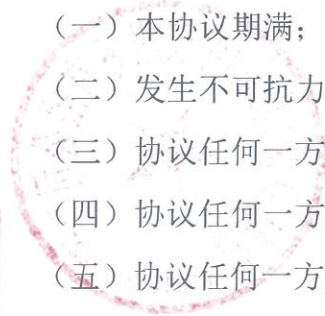 （一）本协议期满；
（二）发生不可抗力
（三）协议任何一方
（四）协议任何一方
（五）协议任何一方